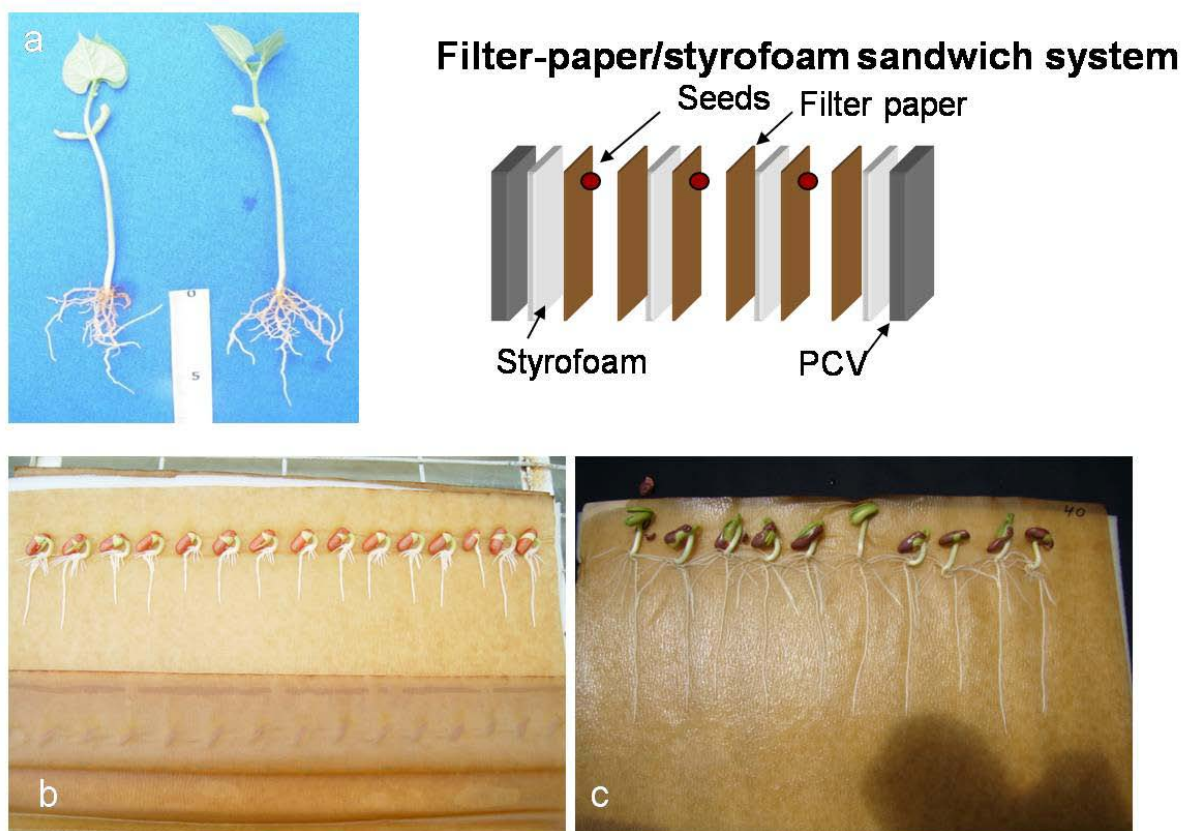 a
Filter-paper/styrofoam sandwich system
Seeds
Filter paper
Styrofoam
PCV
0
5
b
c
40